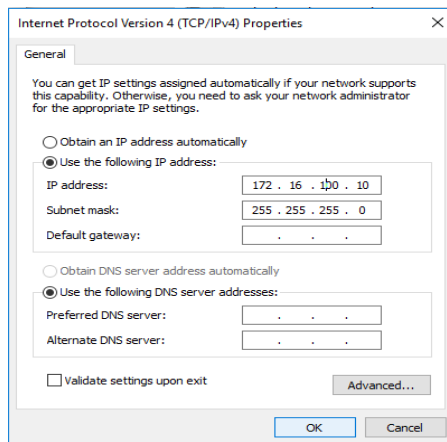 Internet Protocol Version 4 (TCP/IPv4) Properties
General
You can get IP settings assigned automatically if your network supports
this capability. Otherwise, you need to ask your network administrator
for the appropriate IP settings.
Obtain an IP address automatically
Use the following IP address:
IP address: 172 . 16 . 100 . 10
Subnet mask: 255 . 255 . 255 . 0
Default gateway: . . .
Obtain DNS server address automatically
Use the following DNS server addresses:
Preferred DNS server: . . .
Alternate DNS server: . . .
Validate settings upon exit
Advanced...
OK Cancel